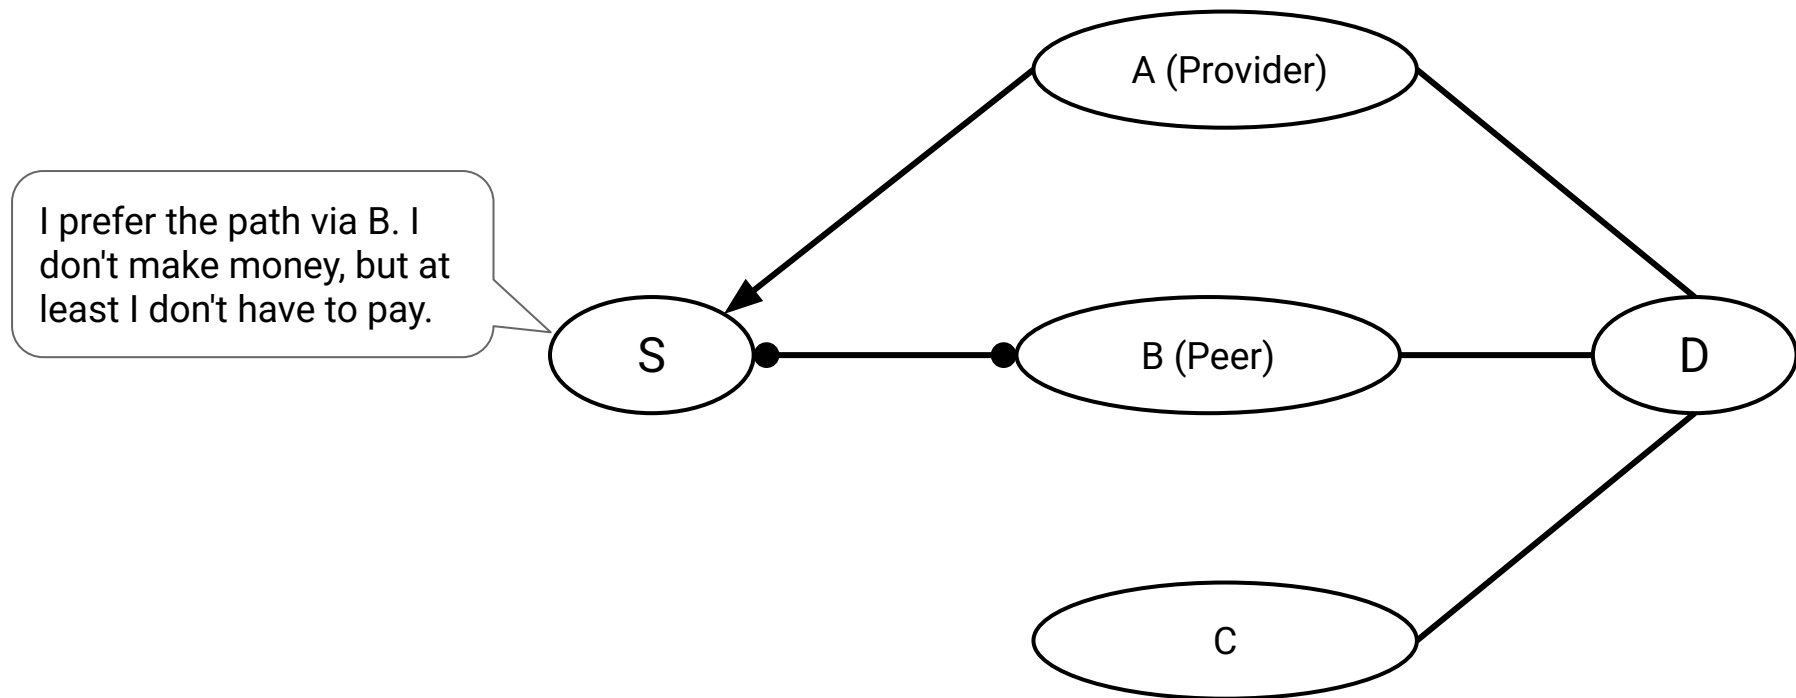 A (Provider)
I prefer the path via B. I
don't make money, but at
least I don't have to pay.
S
B (Peer)
D
C